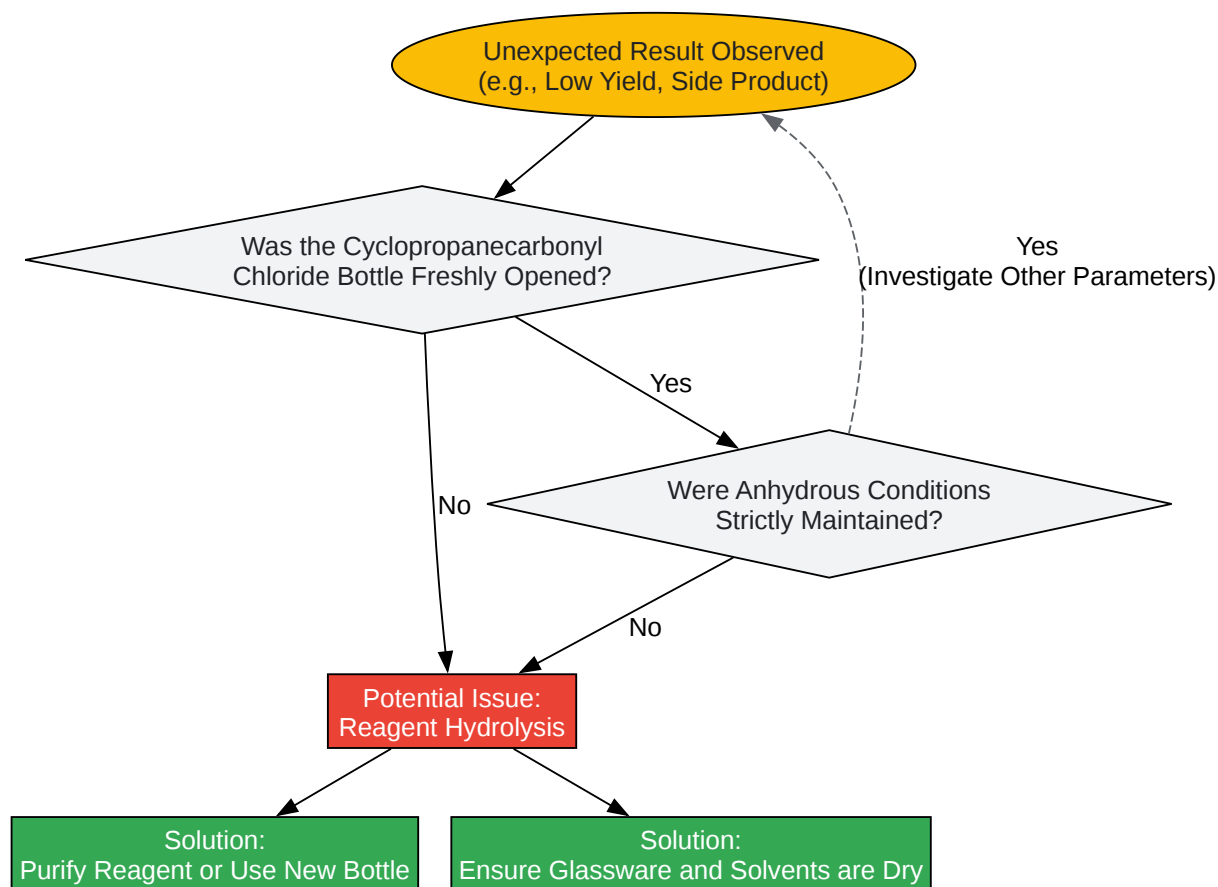 Unexpected Result Observed
(e.g., Low Yield, Side Product)
Was the Cyclopropanecarbonyl
Chloride Bottle Freshly Opened?
Yes
(Investigate Other Parameters)
Yes
Were Anhydrous Conditions
Strictly Maintained?
No
No
Potential Issue:
Reagent Hydrolysis
Solution:
Purify Reagent or Use New Bottle
Solution:
Ensure Glassware and Solvents are Dry